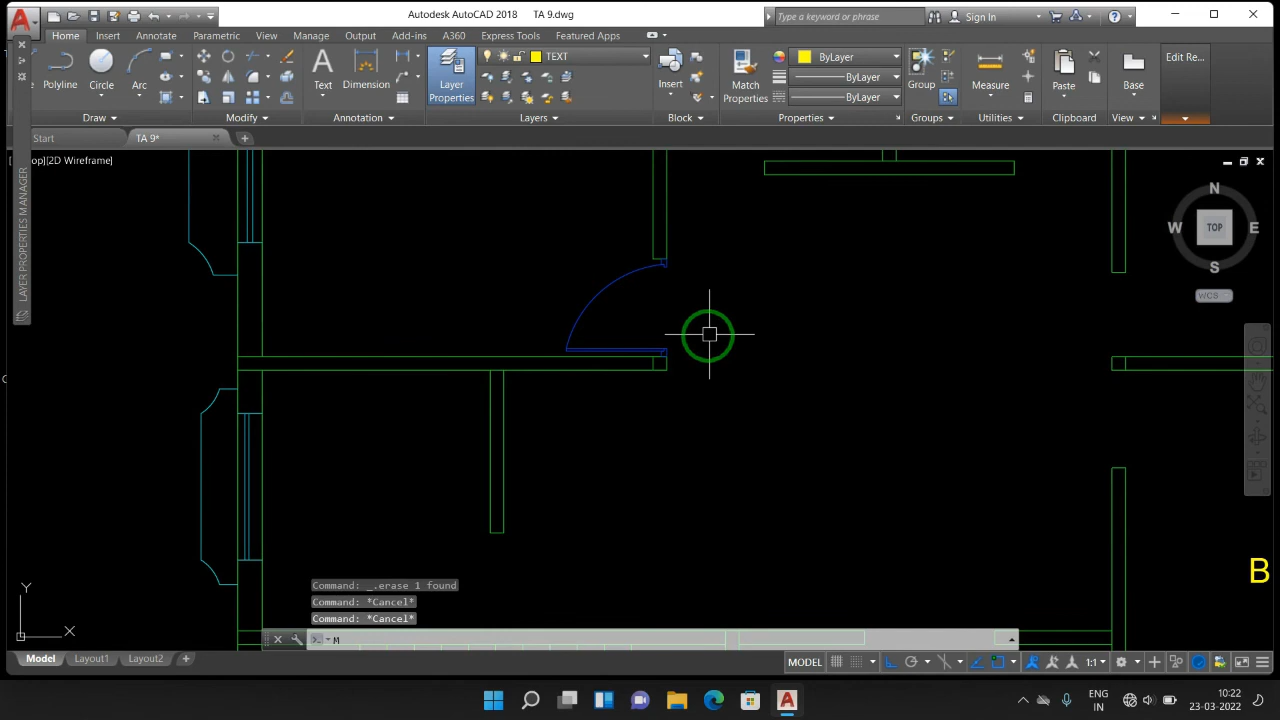 Autodesk AutoCAD 2018 TA 9.dwg
Type a keyword or phrase
Sign In
Home Insert Annotate Parametric View Manage Output Add-ins A360 Express Tools Featured Apps
Polyline Circle Arc
Draw
Modify
Text Dimension
Annotation
Layer Properties
TEXT
Layers
Insert
Block
Match Properties
ByLayer
ByLayer
ByLayer
Properties
Group
Groups
Measure
Utilities
Paste
Clipboard
Base
View
Edit Re...
Start TA 9*
op][2D Wireframe]
LAYER PROPERTIES MANAGER
N
W TOP E
S
WCS
B
Y
X
Command: _.erase 1 found
Command: *Cancel*
Command: *Cancel*
M
Model Layout1 Layout2 +
MODEL
1:1
ENG
IN
10:22
23-03-2022